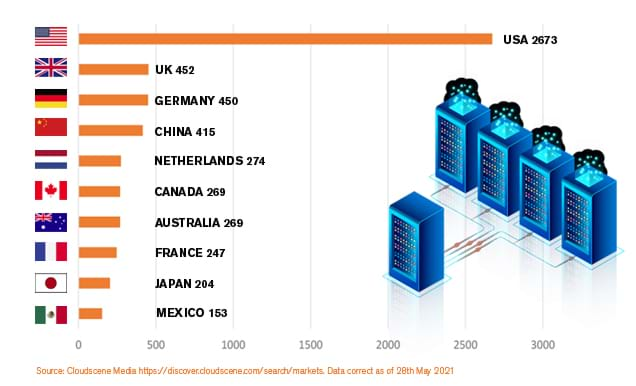 USA 2673
UK 452
GERMANY 450
CHINA 415
NETHERLANDS 274
CANADA 269
AUSTRALIA 269
FRANCE 247
JAPAN 204
MEXICO 153
0 500 1000 1500 2000 2500 3000
Source: Cloudscene Media https://discover.cloudscene.com/search/markets. Data correct as of 28th May 2021